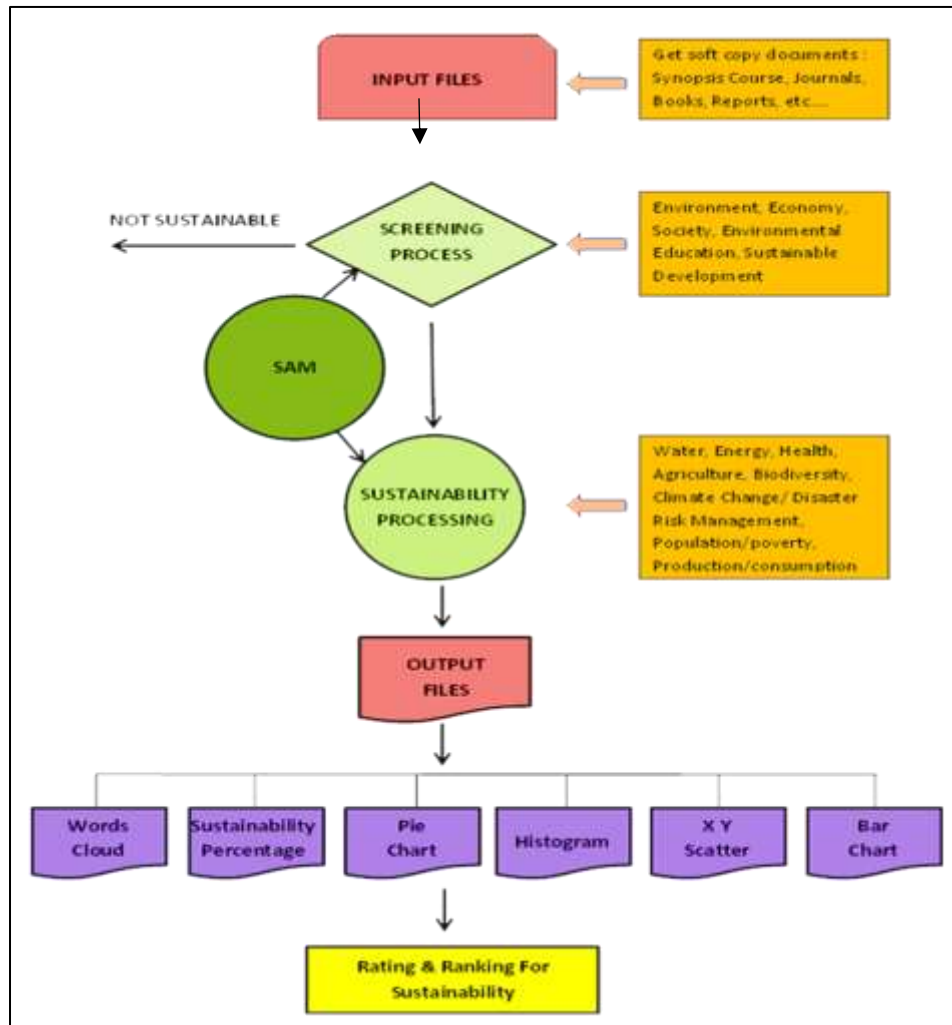 INPUT FILES
Get soft copy documents :
Synopsis Course, Journals,
Books, Reports, etc....
NOT SUSTAINABLE
SCREENING
PROCESS
Environment, Economy,
Society, Environmental
Education, Sustainable
Development
SAM
SUSTAINABILITY
PROCESSING
Water, Energy, Health,
Agriculture, Biodiversity,
Climate Change/ Disaster
Risk Management,
Population/poverty,
Production/consumption
OUTPUT
FILES
Words
Cloud
Sustainability
Percentage
Pie
Chart
Histogram
X Y
Scatter
Bar
Chart
Rating & Ranking For
Sustainability